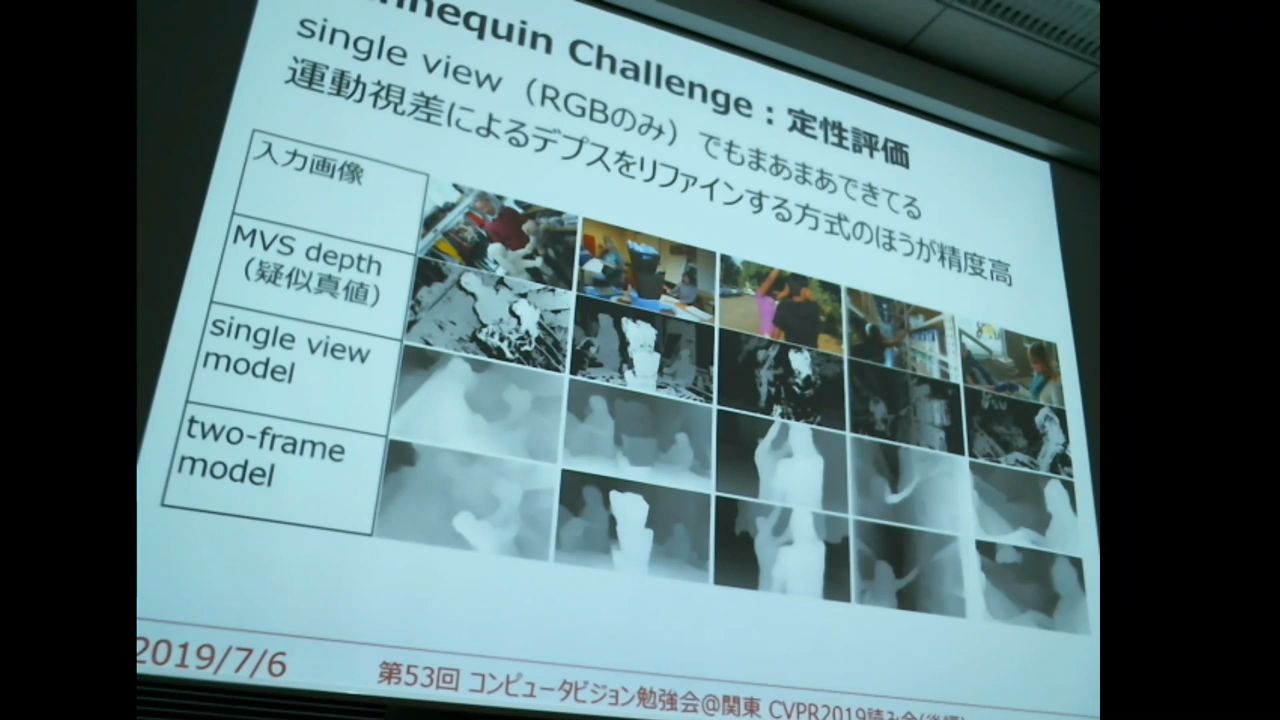 nnequin Challenge：定性評価
single view（RGBのみ）でもまあまあできてる
運動視差によるデプスをリファインする方式のほうが精度高
入力画像
MVS depth
（疑似真値）
single view
model
two-frame
model
2019/7/6
第53回 コンピュータビジョン勉強会@関東 CVPR2019読み会